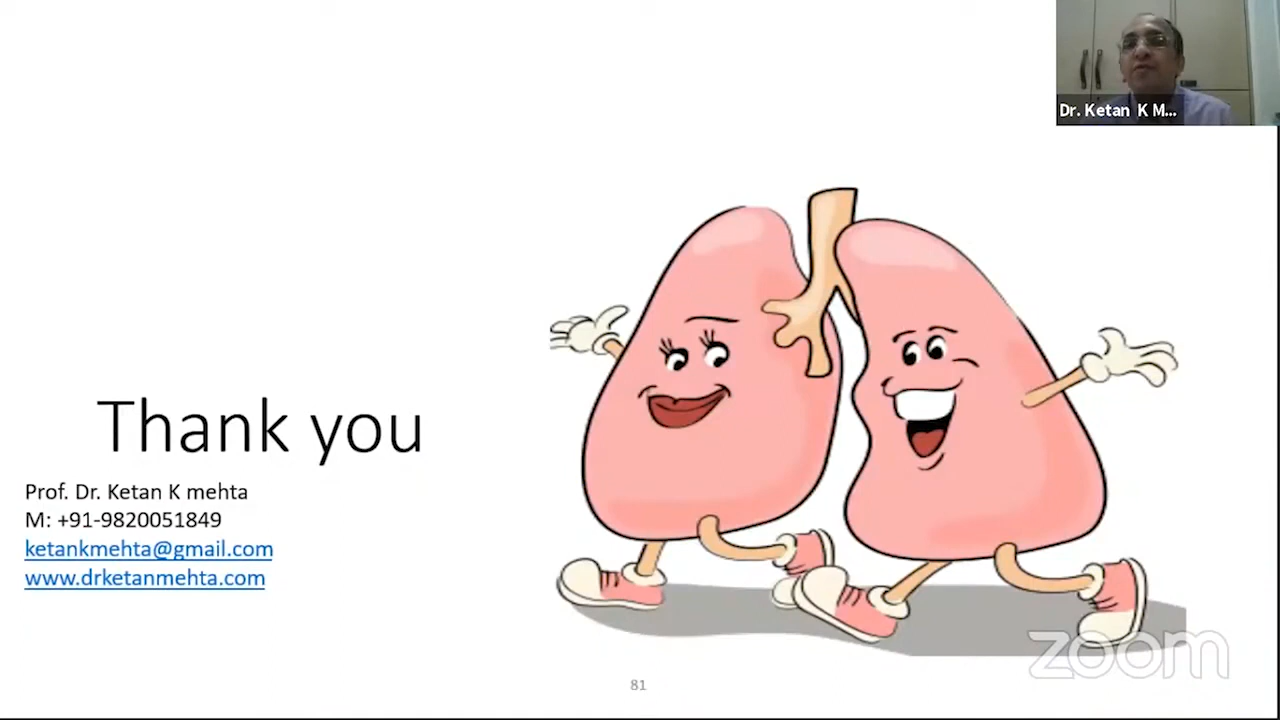 Dr. Ketan K M...
Thank you
Prof. Dr. Ketan K mehta
M: +91-9820051849
ketankmehta@gmail.com
www.drketanmehta.com
zoom
81